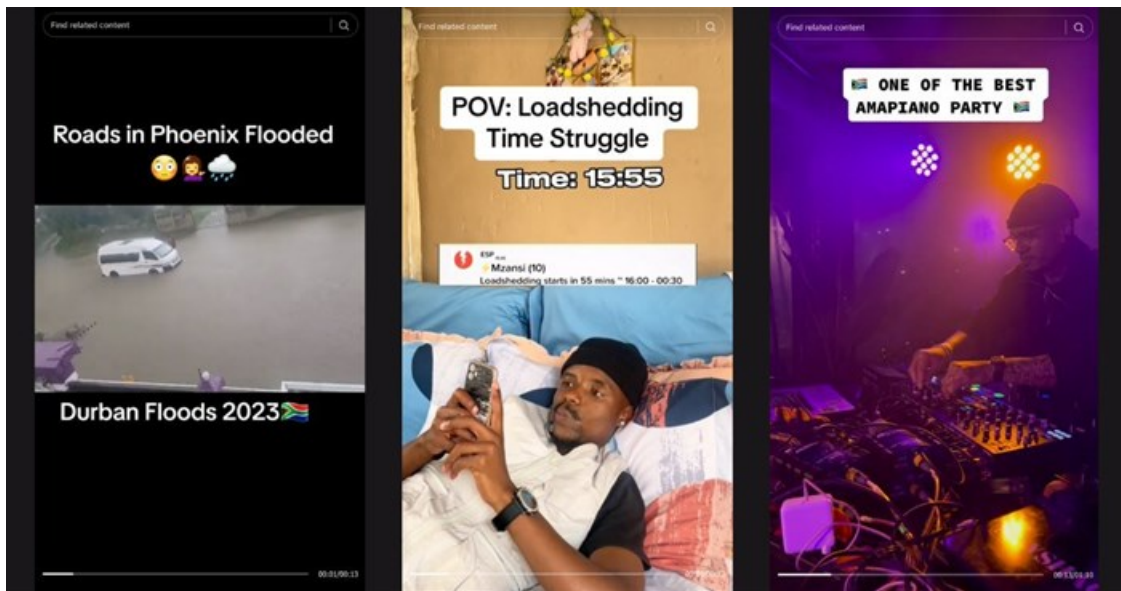 Find related content
Roads in Phoenix Flooded
😳💁‍♀️🌧️
Durban Floods 2023🇿🇦
00:01/00:13
Find related content
POV: Loadshedding
Time Struggle
Time: 15:55
ESP
⚡Mzansi (10)
Loadshedding starts in 55 mins ~ 16:00 - 00:30
Find related content
🇿🇦 ONE OF THE BEST
AMAPIANO PARTY 🇿🇦